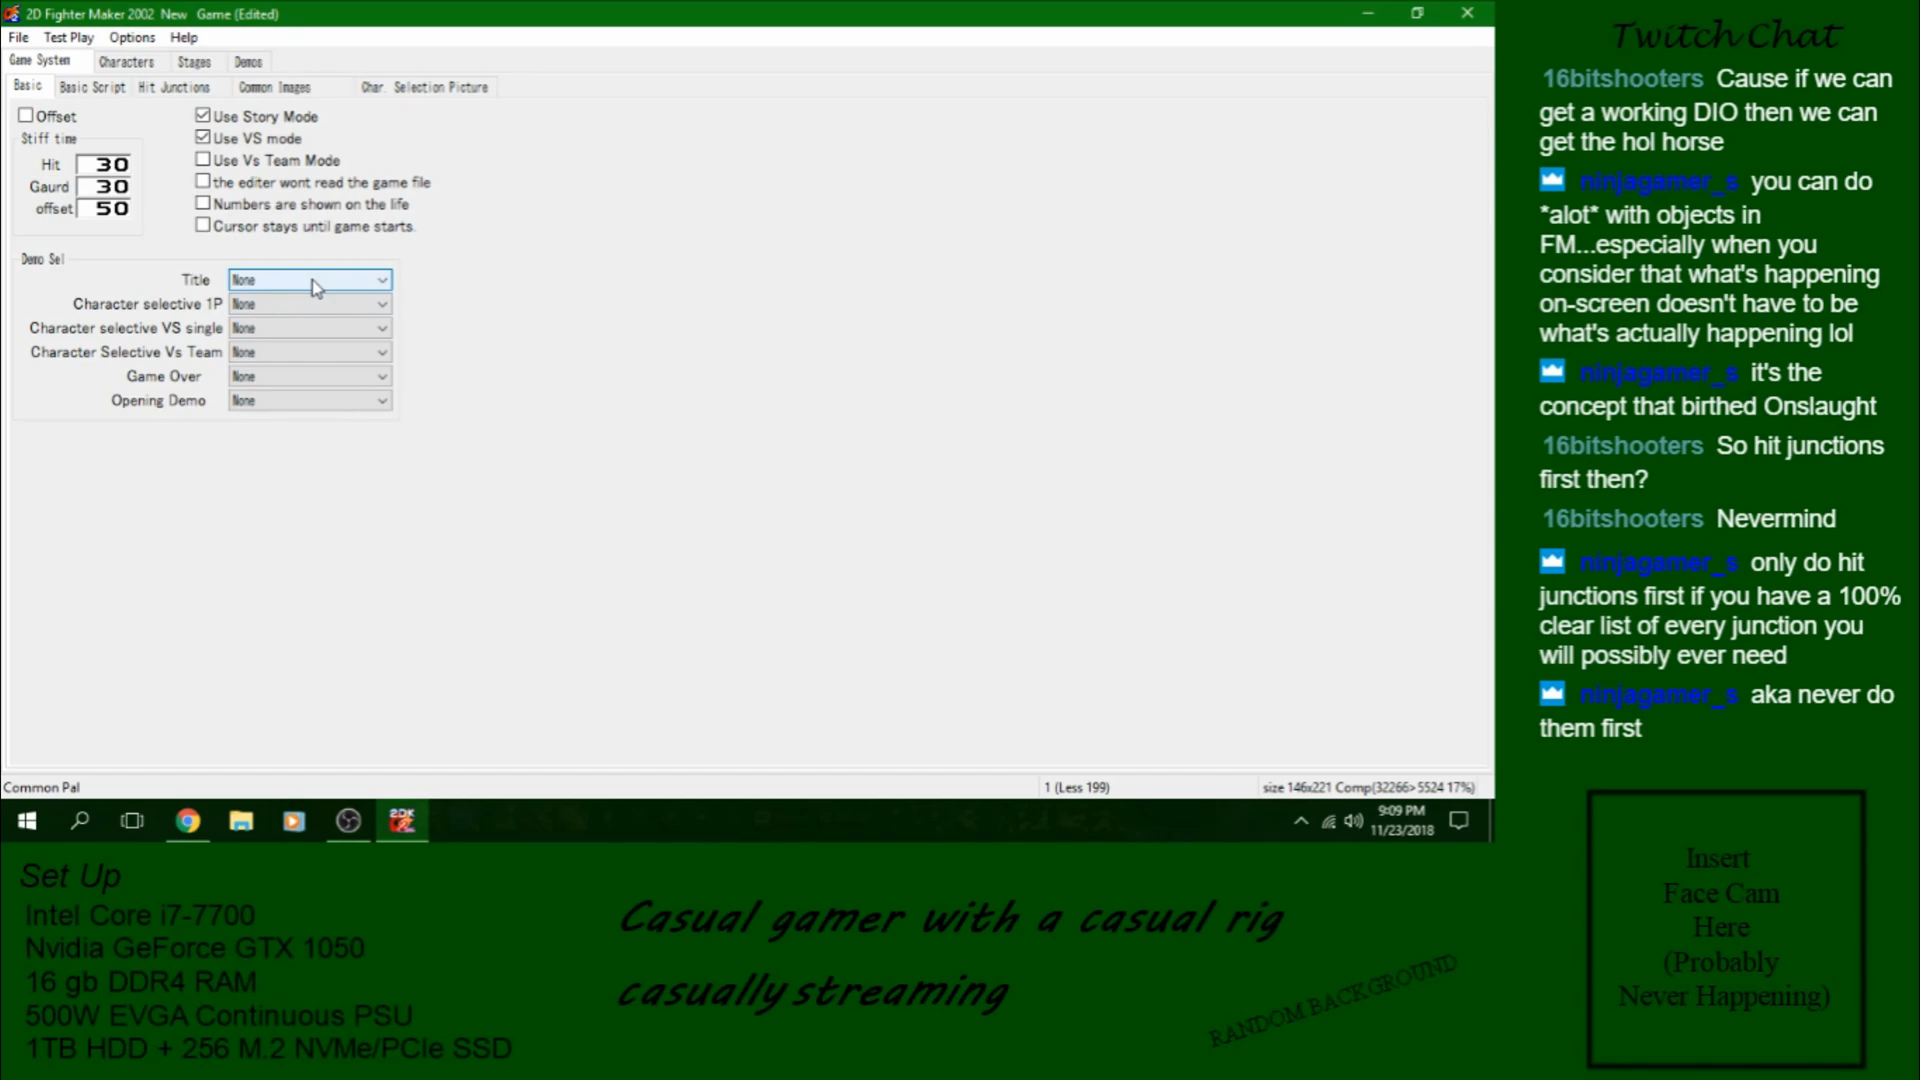 2D Fighter Maker 2002 New Game (Edited)
File Test Play Options Help
Game System Characters Stages Demos
Basic Basic Script Hit Junctions Common Images Char. Selection Picture
Offset
Stiff time
Hit 30
Gaurd 30
offset 50
Use Story Mode
Use VS mode
Use Vs Team Mode
the editer wont read the game file
Numbers are shown on the life
Cursor stays until game starts.
Demo Sel
Title None
Character selective 1P None
Character selective VS single None
Character Selective Vs Team None
Game Over None
Opening Demo None
Common Pal 1 (Less 199) size 146x221 Comp(32266>5524 17%)
2DK
9:09 PM
11/23/2018
Twitch Chat
16bitshooters Cause if we can
get a working DIO then we can
get the hol horse
ninjagamer_s you can do
*alot* with objects in
FM...especially when you
consider that what's happening
on-screen doesn't have to be
what's actually happening lol
ninjagamer_s it's the
concept that birthed Onslaught
16bitshooters So hit junctions
first then?
16bitshooters Nevermind
ninjagamer_s only do hit
junctions first if you have a 100%
clear list of every junction you
will possibly ever need
ninjagamer_s aka never do
them first
Set Up
Intel Core i7-7700
Nvidia GeForce GTX 1050
16 gb DDR4 RAM
500W EVGA Continuous PSU
1TB HDD + 256 M.2 NVMe/PCIe SSD
Casual gamer with a casual rig
casually streaming
RANDOM BACKGROUND
Insert
Face Cam
Here
(Probably
Never Happening)